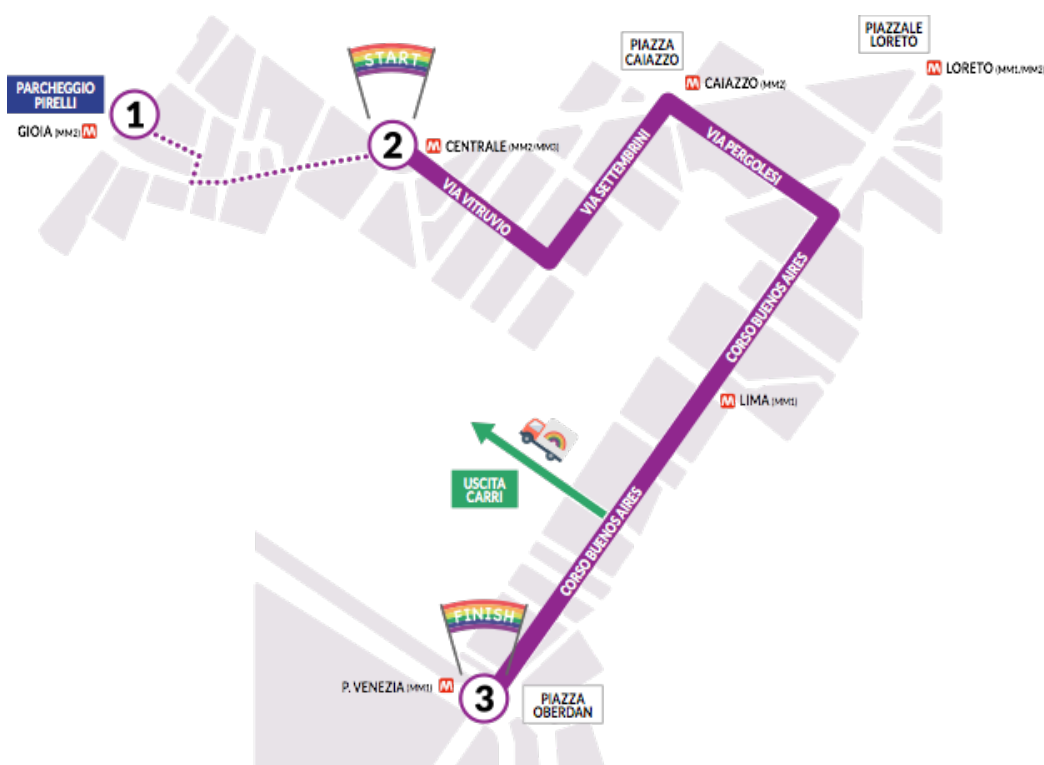 START
PIAZZA
CAIAZZO
PIAZZALE
LORETO
M LORETO (MM1/MM2)
M CAIAZZO (MM2)
PARCHEGGIO
PIRELLI
1
GIOIA (MM2) M
2
M CENTRALE (MM2/MM3)
VIA VITRUVIO
VIA SETTEMBRINI
VIA PERGOLESI
CORSO BUENOS AIRES
M LIMA (MM1)
USCITA
CARRI
CORSO BUENOS AIRES
FINISH
P. VENEZIA (MM1) M
3
PIAZZA
OBERDAN